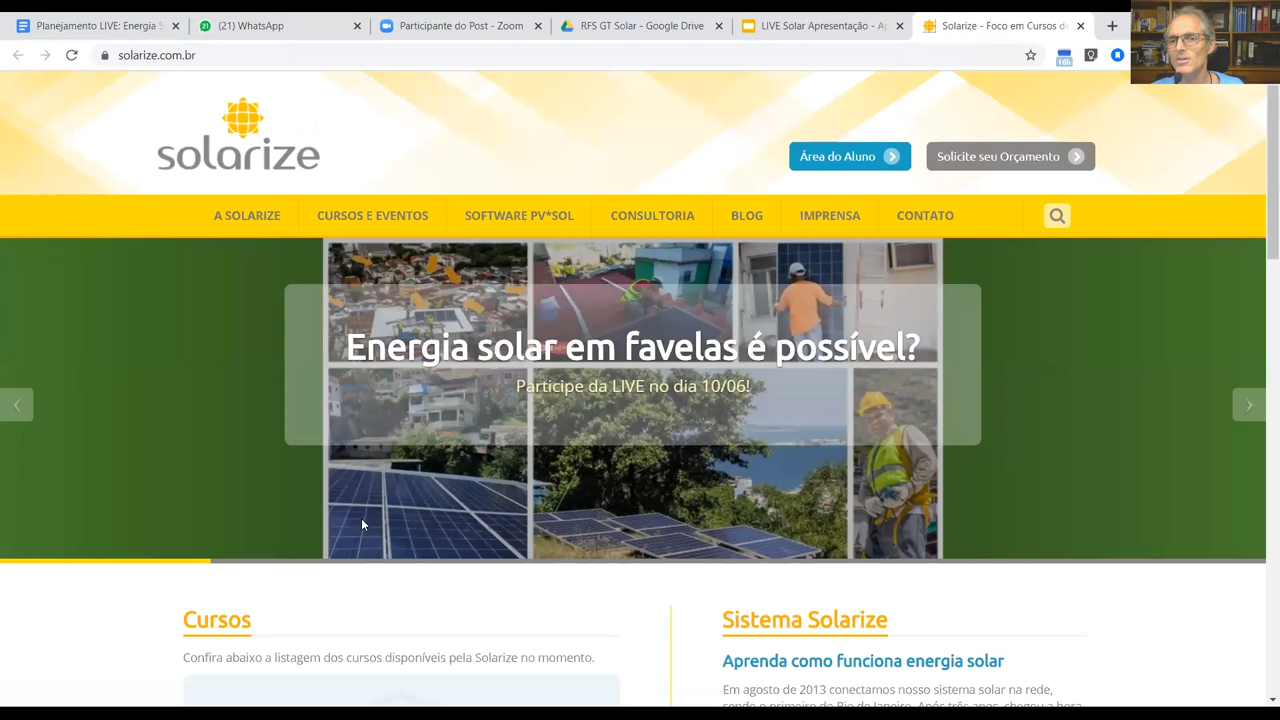 Planejamento LIVE: Energia S
(21) WhatsApp
Participante do Post - Zoom
RFS GT Solar - Google Drive
LIVE Solar Apresentação - Ap
Solarize - Foco em Cursos de
solarize.com.br
16h
solarize
Área do Aluno
Solicite seu Orçamento
A SOLARIZE
CURSOS E EVENTOS
SOFTWARE PV*SOL
CONSULTORIA
BLOG
IMPRENSA
CONTATO
Energia solar em favelas é possível?
Participe da LIVE no dia 10/06!
Cursos
Confira abaixo a listagem dos cursos disponíveis pela Solarize no momento.
Sistema Solarize
Aprenda como funciona energia solar
Em agosto de 2013 conectamos nosso sistema solar na rede,
sendo o primeiro do Rio de Janeiro. Após três anos, chegou a hora